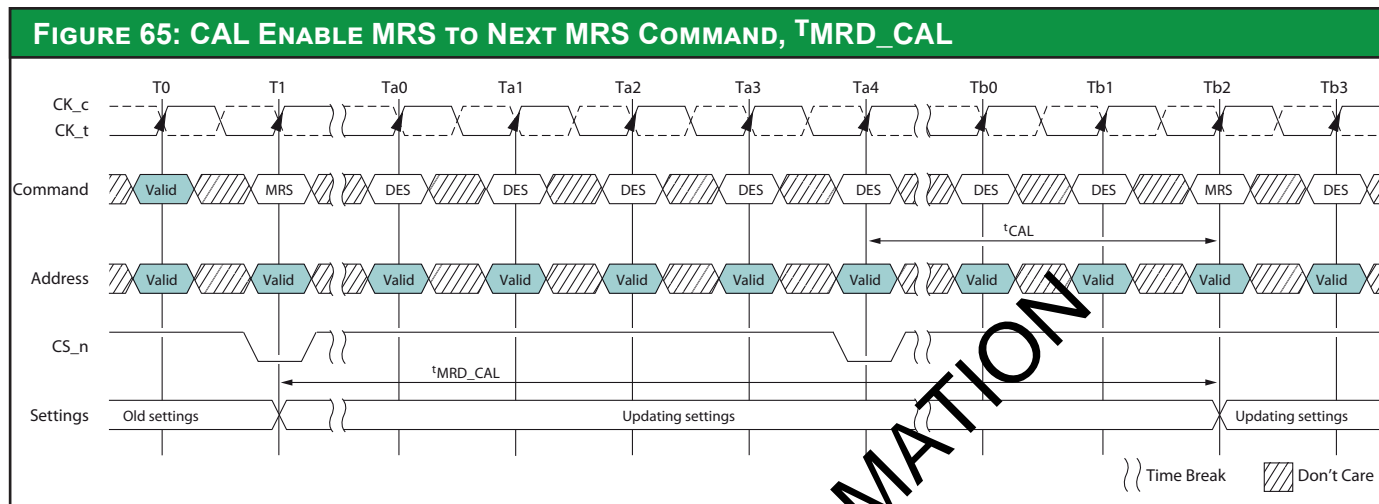 FIGURE 65: CAL ENABLE MRS TO NEXT MRS COMMAND, ᵀMRD_CAL
T0 T1 Ta0 Ta1 Ta2 Ta3 Ta4 Tb0 Tb1 Tb2 Tb3
CK_c
CK_t
Command Valid MRS DES DES DES DES DES DES DES MRS DES
ᵗCAL
Address Valid Valid Valid Valid Valid Valid Valid Valid Valid Valid Valid
CS_n
ᵗMRD_CAL
Settings Old settings Updating settings Updating settings
Time Break Don't Care
MATION